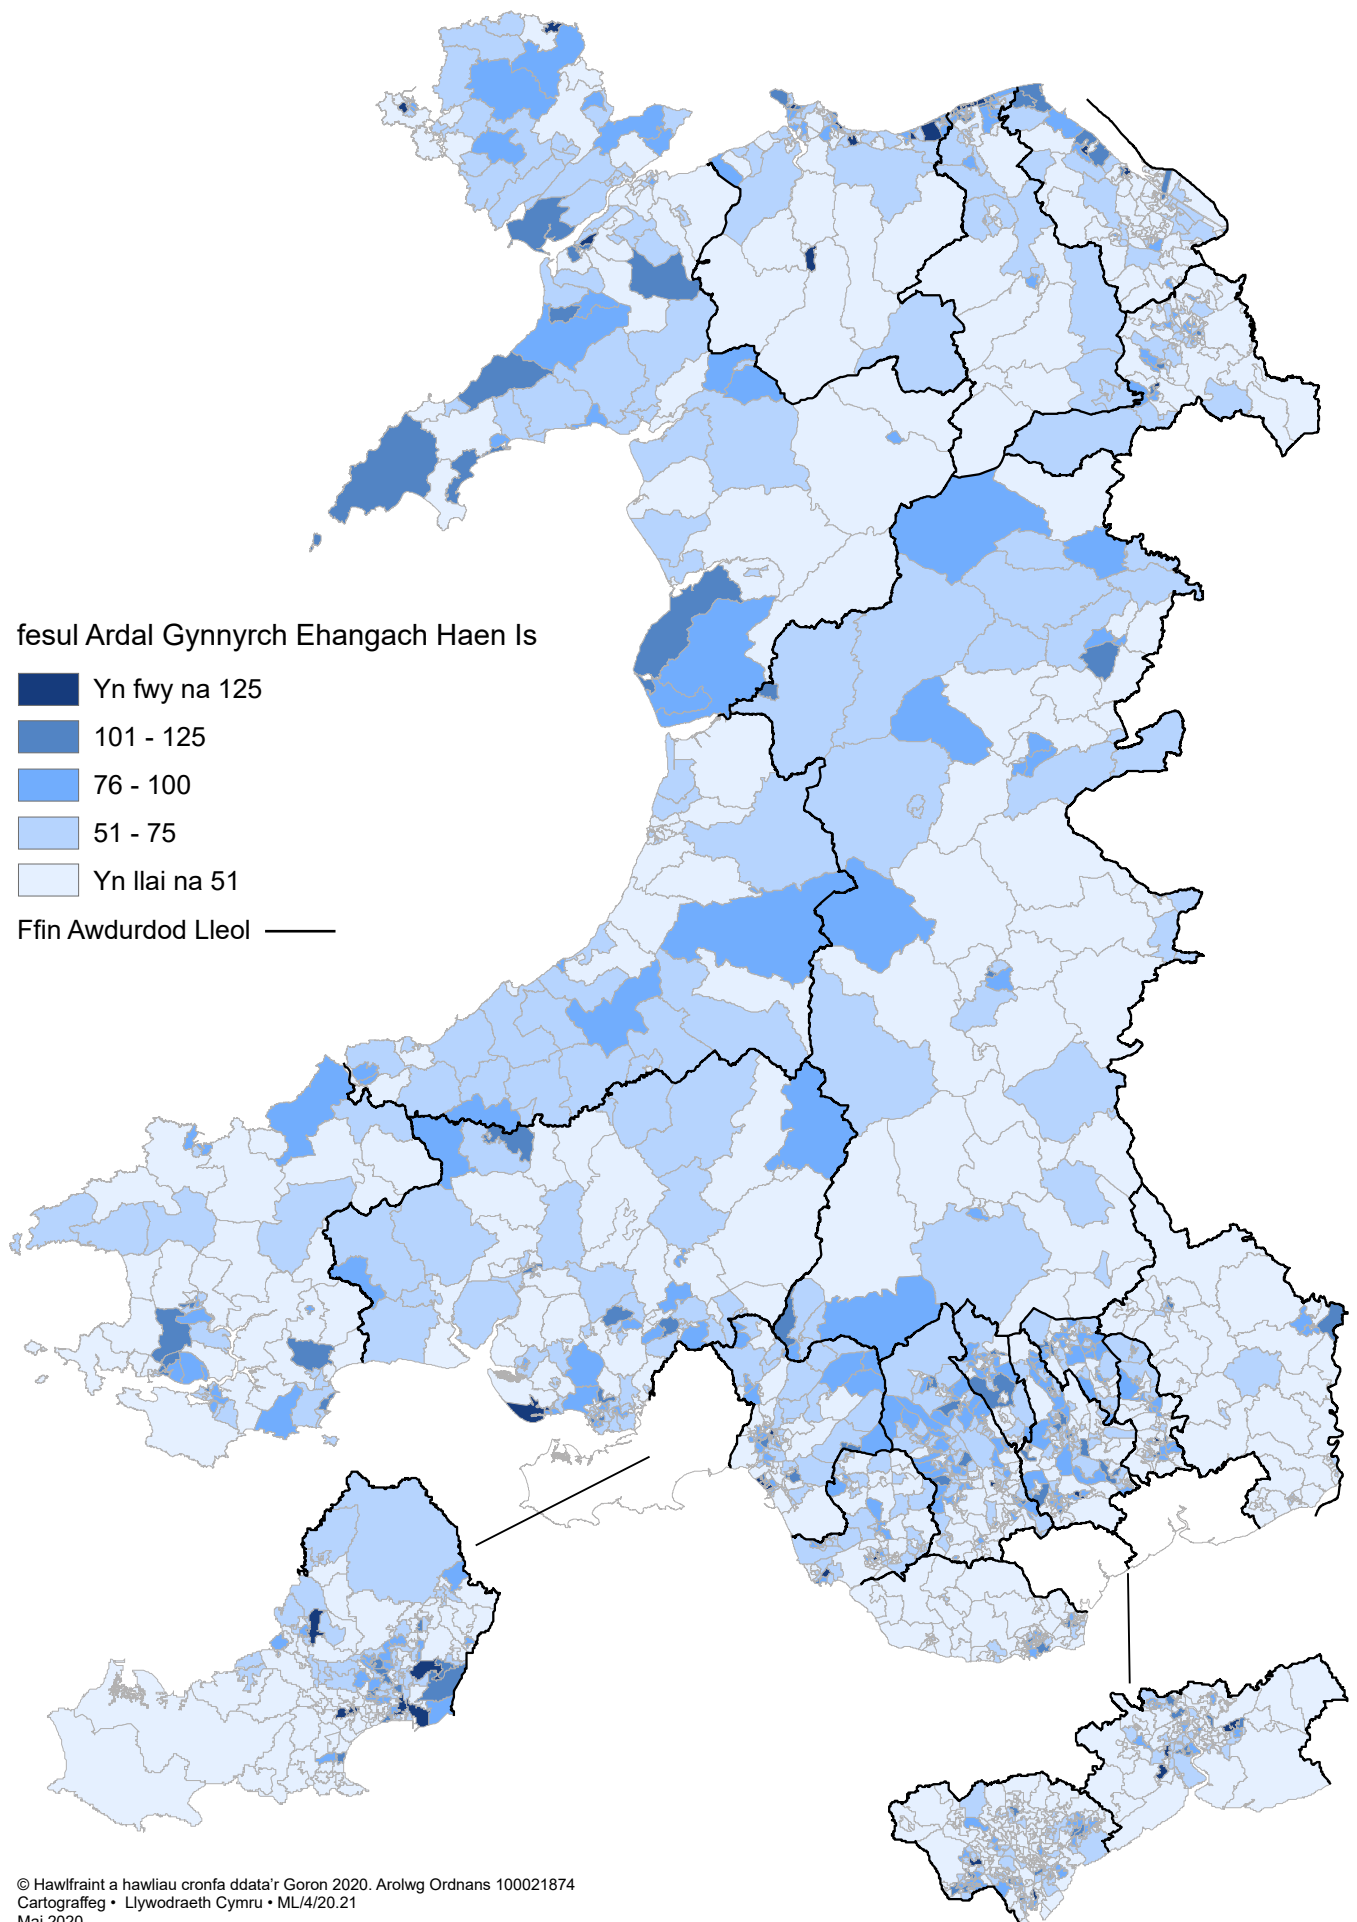 fesul Ardal Gynnyrch Ehangach Haen Is
Yn fwy na 125
101 - 125
76 - 100
51 - 75
Yn llai na 51
Ffin Awdurdod Lleol
© Hawlfraint a hawliau cronfa ddata’r Goron 2020. Arolwg Ordnans 100021874
Cartograffeg • Llywodraeth Cymru • ML/4/20.21
Mai 2020